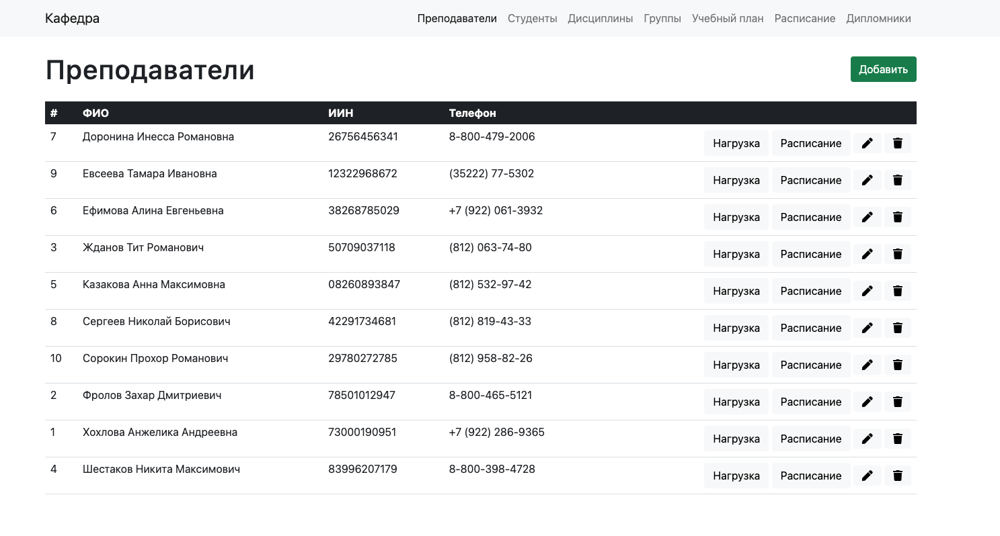 Кафедра Преподаватели Студенты Дисциплины Группы Учебный план Расписание Дипломники
Преподаватели Добавить
# ФИО ИИН Телефон
7 Доронина Инесса Романовна 26756456341 8-800-479-2006 Нагрузка Расписание
9 Евсеева Тамара Ивановна 12322968672 (35222) 77-5302 Нагрузка Расписание
6 Ефимова Алина Евгеньевна 38268785029 +7 (922) 061-3932 Нагрузка Расписание
3 Жданов Тит Романович 50709037118 (812) 063-74-80 Нагрузка Расписание
5 Казакова Анна Максимовна 08260893847 (812) 532-97-42 Нагрузка Расписание
8 Сергеев Николай Борисович 42291734681 (812) 819-43-33 Нагрузка Расписание
10 Сорокин Прохор Романович 29780272785 (812) 958-82-26 Нагрузка Расписание
2 Фролов Захар Дмитриевич 78501012947 8-800-465-5121 Нагрузка Расписание
1 Хохлова Анжелика Андреевна 73000190951 +7 (922) 286-9365 Нагрузка Расписание
4 Шестаков Никита Максимович 83996207179 8-800-398-4728 Нагрузка Расписание